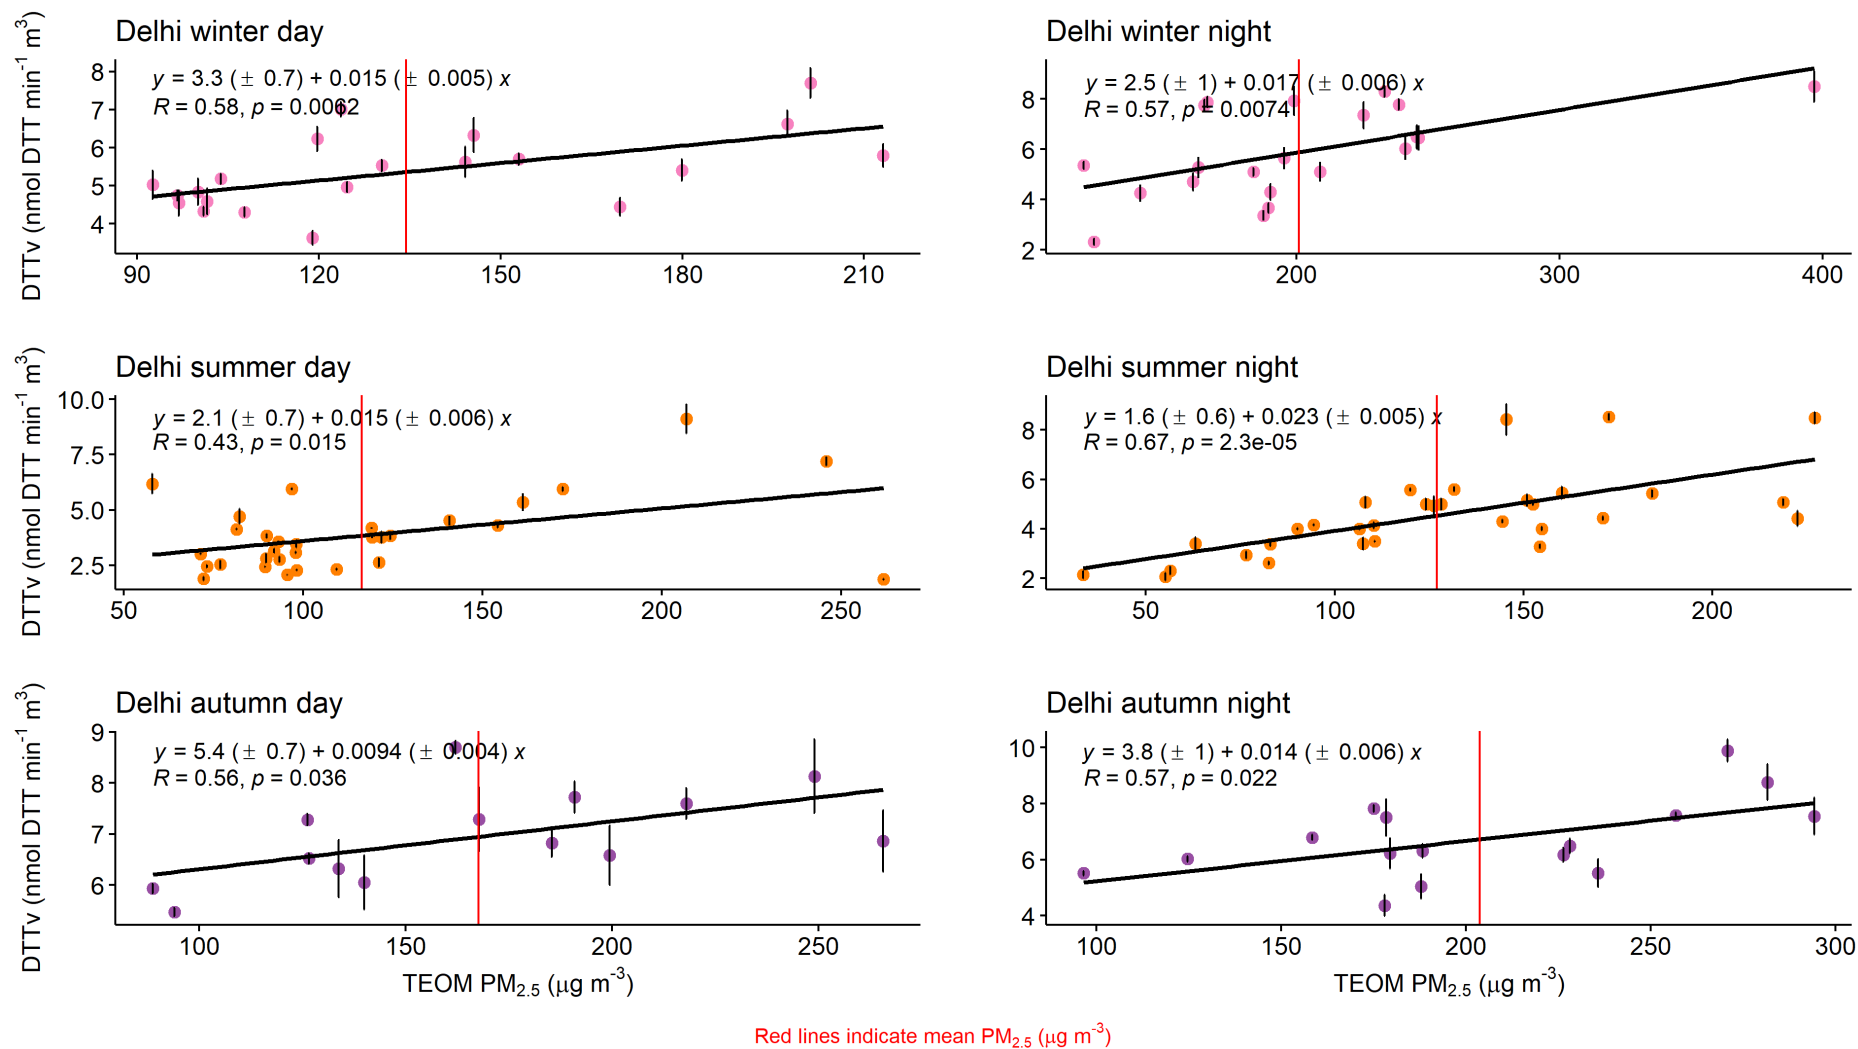 Delhi winter day
y = 3.3 (± 0.7) + 0.015 (± 0.005) x
R = 0.58, p = 0.0062
8
7
6
5
4
90 120 150 180 210
DTTv (nmol DTT min⁻¹ m³)
Delhi winter night
y = 2.5 (± 1) + 0.017 (± 0.006) x
R = 0.57, p = 0.0074
8
6
4
2
200 300 400
Delhi summer day
y = 2.1 (± 0.7) + 0.015 (± 0.006) x
R = 0.43, p = 0.015
10.0
7.5
5.0
2.5
50 100 150 200 250
DTTv (nmol DTT min⁻¹ m³)
Delhi summer night
y = 1.6 (± 0.6) + 0.023 (± 0.005) x
R = 0.67, p = 2.3e-05
8
6
4
2
50 100 150 200
Delhi autumn day
y = 5.4 (± 0.7) + 0.0094 (± 0.004) x
R = 0.56, p = 0.036
9
8
7
6
100 150 200 250
DTTv (nmol DTT min⁻¹ m³)
TEOM PM₂.₅ (μg m⁻³)
Delhi autumn night
y = 3.8 (± 1) + 0.014 (± 0.006) x
R = 0.57, p = 0.022
10
8
6
4
100 150 200 250 300
TEOM PM₂.₅ (μg m⁻³)
Red lines indicate mean PM₂.₅ (μg m⁻³)